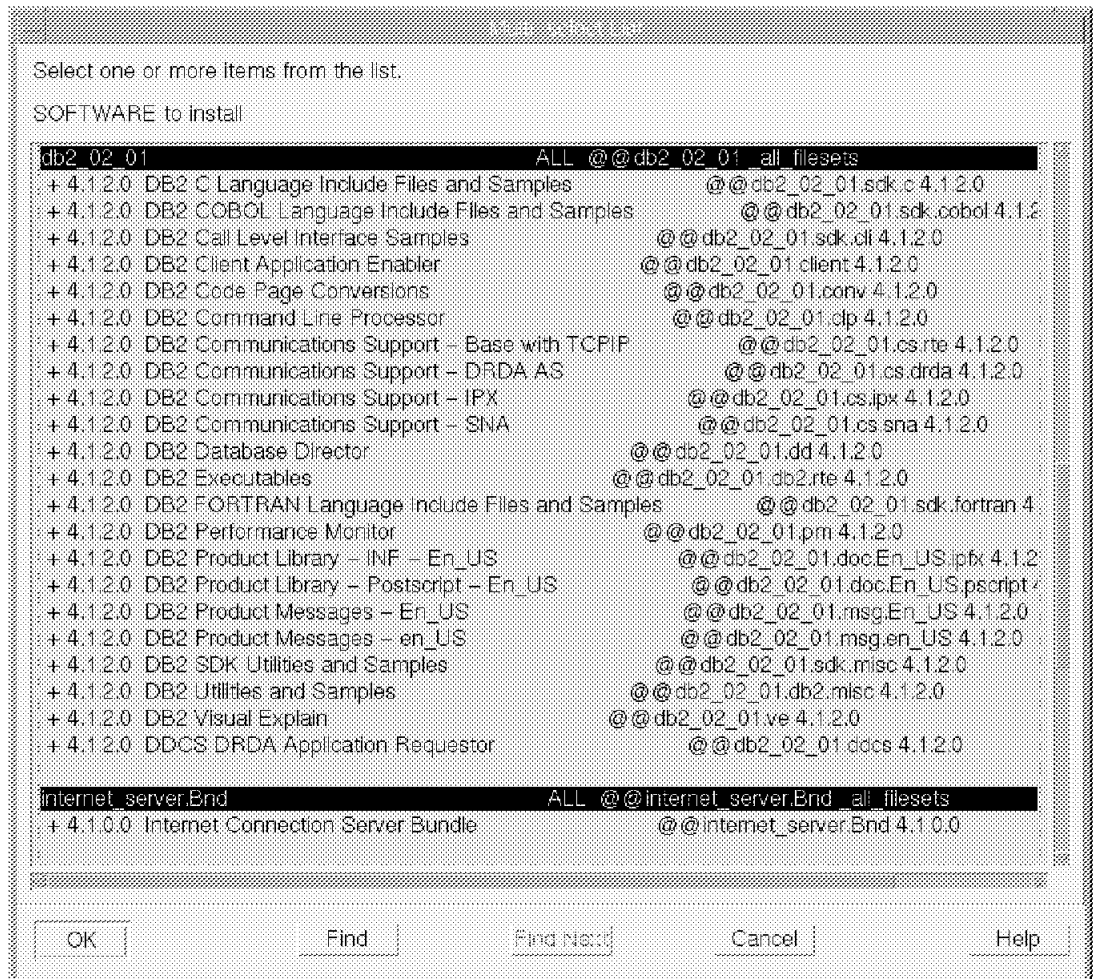 Multi-select List
Select one or more items from the list.
SOFTWARE to install
db2_02_01 ALL @@db2_02_01 _all_filesets
+ 4.1.2.0 DB2 C Language Include Files and Samples @@db2_02_01.sdk.c 4.1.2.0
+ 4.1.2.0 DB2 COBOL Language Include Files and Samples @@db2_02_01.sdk.cobol 4.1.2
+ 4.1.2.0 DB2 Call Level Interface Samples @@db2_02_01.sdk.cli 4.1.2.0
+ 4.1.2.0 DB2 Client Application Enabler @@db2_02_01.client 4.1.2.0
+ 4.1.2.0 DB2 Code Page Conversions @@db2_02_01.conv 4.1.2.0
+ 4.1.2.0 DB2 Command Line Processor @@db2_02_01.clp 4.1.2.0
+ 4.1.2.0 DB2 Communications Support – Base with TCPIP @@db2_02_01.cs.rte 4.1.2.0
+ 4.1.2.0 DB2 Communications Support – DRDA AS @@db2_02_01.cs.drda 4.1.2.0
+ 4.1.2.0 DB2 Communications Support – IPX @@db2_02_01.cs.ipx 4.1.2.0
+ 4.1.2.0 DB2 Communications Support – SNA @@db2_02_01.cs.sna 4.1.2.0
+ 4.1.2.0 DB2 Database Director @@db2_02_01.dd 4.1.2.0
+ 4.1.2.0 DB2 Executables @@db2_02_01.db2.rte 4.1.2.0
+ 4.1.2.0 DB2 FORTRAN Language Include Files and Samples @@db2_02_01.sdk.fortran 4
+ 4.1.2.0 DB2 Performance Monitor @@db2_02_01.pm 4.1.2.0
+ 4.1.2.0 DB2 Product Library – INF – En_US @@db2_02_01.doc.En_US.ipfx 4.1.2
+ 4.1.2.0 DB2 Product Library – Postscript – En_US @@db2_02_01.doc.En_US.pscript 4
+ 4.1.2.0 DB2 Product Messages – En_US @@db2_02_01.msg.En_US 4.1.2.0
+ 4.1.2.0 DB2 Product Messages – en_US @@db2_02_01.msg.en_US 4.1.2.0
+ 4.1.2.0 DB2 SDK Utilities and Samples @@db2_02_01.sdk.misc 4.1.2.0
+ 4.1.2.0 DB2 Utilities and Samples @@db2_02_01.db2.misc 4.1.2.0
+ 4.1.2.0 DB2 Visual Explain @@db2_02_01.ve 4.1.2.0
+ 4.1.2.0 DDCS DRDA Application Requestor @@db2_02_01.ddcs 4.1.2.0
internet_server.Bnd ALL @@internet_server.Bnd _all_filesets
+ 4.1.0.0 Internet Connection Server Bundle @@internet_server.Bnd 4.1.0.0
OK Find Find Next Cancel Help